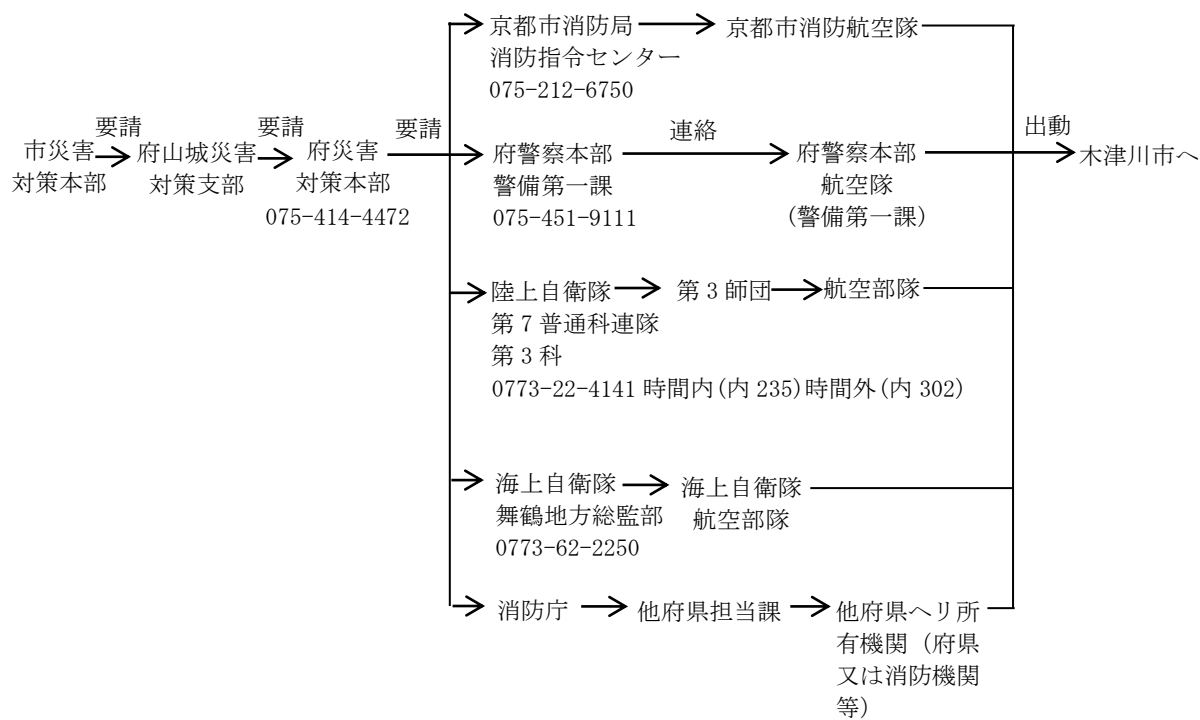 京都市消防局
消防指令センター
075-212-6750
京都市消防航空隊
要請
市災害
対策本部
要請
府山城災害
対策支部
要請
府災害
対策本部
075-414-4472
府警察本部
警備第一課
075-451-9111
連絡
府警察本部
航空隊
（警備第一課）
出動
木津川市へ
陸上自衛隊
第７普通科連隊
第３科
0773-22-4141 時間内(内 235)時間外(内 302)
第３師団
航空部隊
海上自衛隊
舞鶴地方総監部
0773-62-2250
海上自衛隊
航空部隊
消防庁
他府県担当課
他府県ヘリ所
有機関（府県
又は消防機関
等）